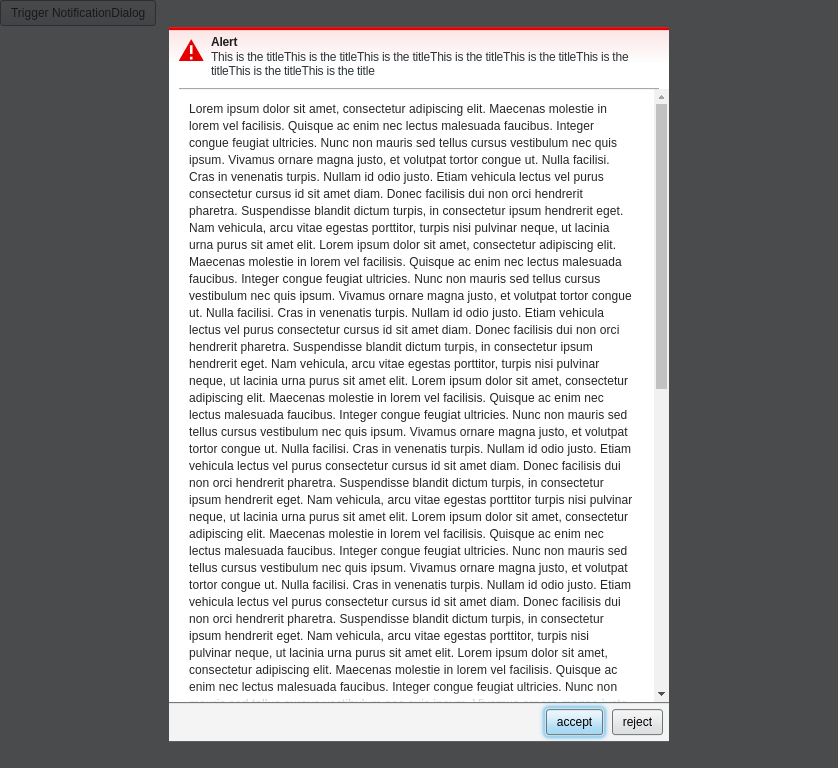 Trigger NotificationDialog
Alert
This is the titleThis is the titleThis is the titleThis is the titleThis is the titleThis is the
titleThis is the titleThis is the title
Lorem ipsum dolor sit amet, consectetur adipiscing elit. Maecenas molestie in
lorem vel facilisis. Quisque ac enim nec lectus malesuada faucibus. Integer
congue feugiat ultricies. Nunc non mauris sed tellus cursus vestibulum nec quis
ipsum. Vivamus ornare magna justo, et volutpat tortor congue ut. Nulla facilisi.
Cras in venenatis turpis. Nullam id odio justo. Etiam vehicula lectus vel purus
consectetur cursus id sit amet diam. Donec facilisis dui non orci hendrerit
pharetra. Suspendisse blandit dictum turpis, in consectetur ipsum hendrerit eget.
Nam vehicula, arcu vitae egestas porttitor, turpis nisi pulvinar neque, ut lacinia
urna purus sit amet elit. Lorem ipsum dolor sit amet, consectetur adipiscing elit.
Maecenas molestie in lorem vel facilisis. Quisque ac enim nec lectus malesuada
faucibus. Integer congue feugiat ultricies. Nunc non mauris sed tellus cursus
vestibulum nec quis ipsum. Vivamus ornare magna justo, et volutpat tortor congue
ut. Nulla facilisi. Cras in venenatis turpis. Nullam id odio justo. Etiam vehicula
lectus vel purus consectetur cursus id sit amet diam. Donec facilisis dui non orci
hendrerit pharetra. Suspendisse blandit dictum turpis, in consectetur ipsum
hendrerit eget. Nam vehicula, arcu vitae egestas porttitor, turpis nisi pulvinar
neque, ut lacinia urna purus sit amet elit. Lorem ipsum dolor sit amet, consectetur
adipiscing elit. Maecenas molestie in lorem vel facilisis. Quisque ac enim nec
lectus malesuada faucibus. Integer congue feugiat ultricies. Nunc non mauris sed
tellus cursus vestibulum nec quis ipsum. Vivamus ornare magna justo, et volutpat
tortor congue ut. Nulla facilisi. Cras in venenatis turpis. Nullam id odio justo. Etiam
vehicula lectus vel purus consectetur cursus id sit amet diam. Donec facilisis dui
non orci hendrerit pharetra. Suspendisse blandit dictum turpis, in consectetur
ipsum hendrerit eget. Nam vehicula, arcu vitae egestas porttitor turpis nisi pulvinar
neque, ut lacinia urna purus sit amet elit. Lorem ipsum dolor sit amet, consectetur
adipiscing elit. Maecenas molestie in lorem vel facilisis. Quisque ac enim nec
lectus malesuada faucibus. Integer congue feugiat ultricies. Nunc non mauris sed
tellus cursus vestibulum nec quis ipsum. Vivamus ornare magna justo, et volutpat
tortor congue ut. Nulla facilisi. Cras in venenatis turpis. Nullam id odio justo. Etiam
vehicula lectus vel purus consectetur cursus id sit amet diam. Donec facilisis dui
non orci hendrerit pharetra. Suspendisse blandit dictum turpis, in consectetur
ipsum hendrerit eget. Nam vehicula, arcu vitae egestas porttitor, turpis nisi
pulvinar neque, ut lacinia urna purus sit amet elit. Lorem ipsum dolor sit amet,
consectetur adipiscing elit. Maecenas molestie in lorem vel facilisis. Quisque ac
enim nec lectus malesuada faucibus. Integer congue feugiat ultricies. Nunc non
accept
reject